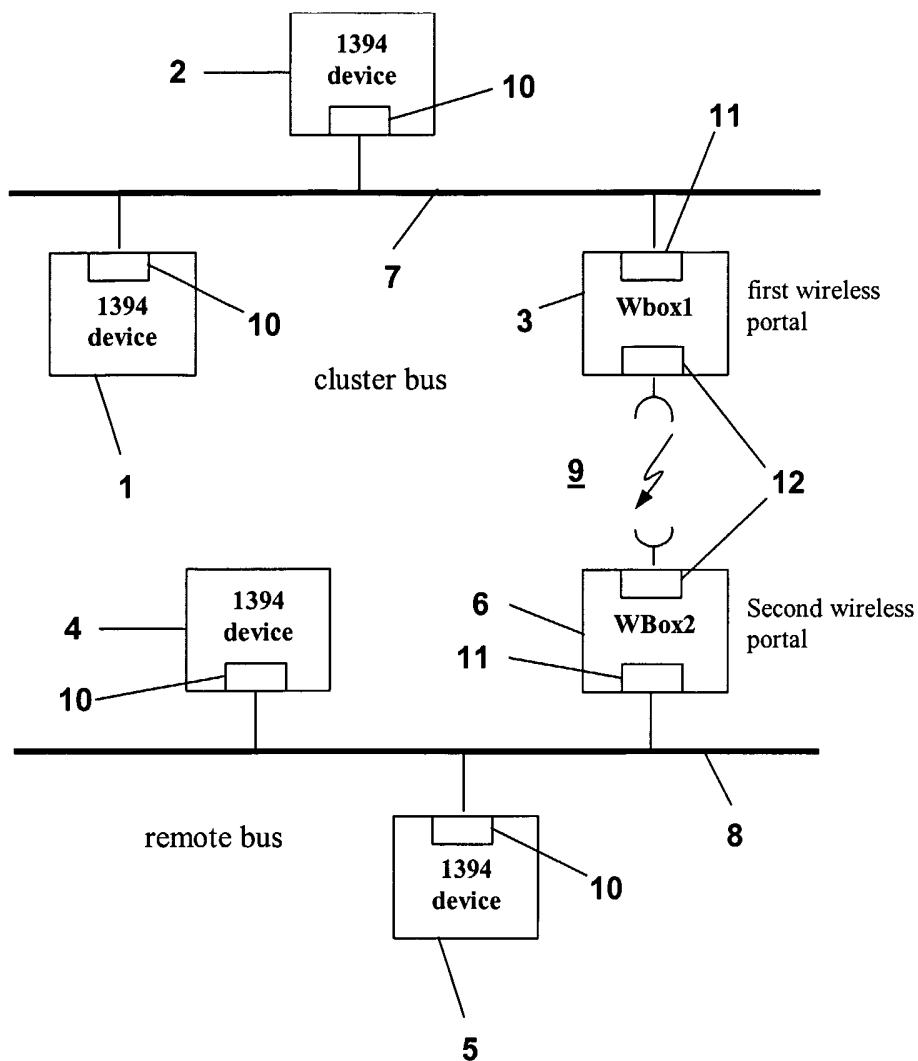 1394
device
2
10
11
7
10
1394
device
3
Wbox1
first wireless
portal
cluster bus
1
9
12
1394
device
4
10
6
WBox2
Second wireless
portal
11
remote bus
8
1394
device
10
5